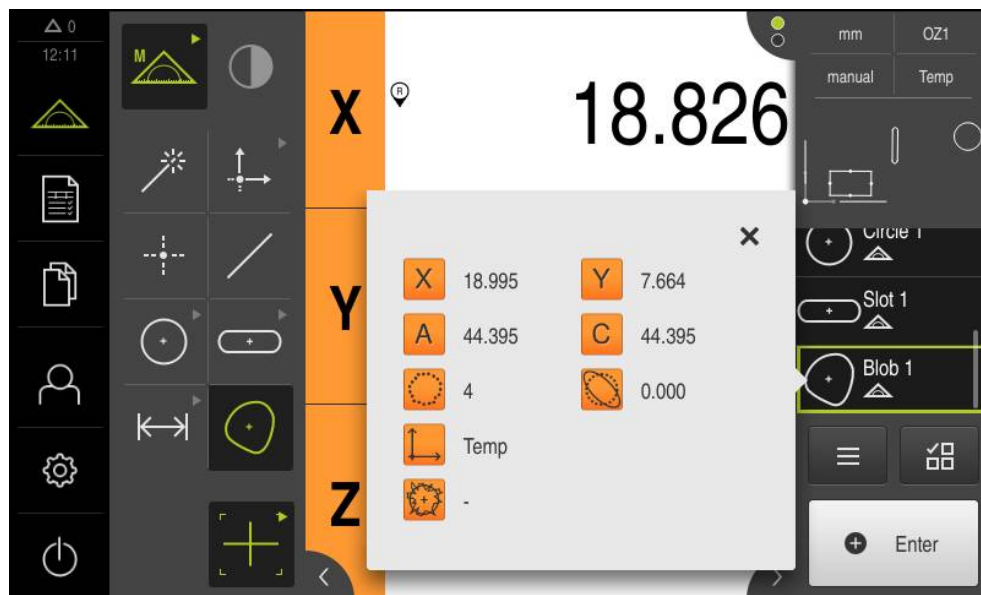 0
12:11
M
X
R
18.826
mm
OZ1
manual
Temp
Circle 1
Slot 1
Blob 1
Y
Z
X 18.995 Y 7.664
A 44.395 C 44.395
4 0.000
Temp
-
Enter